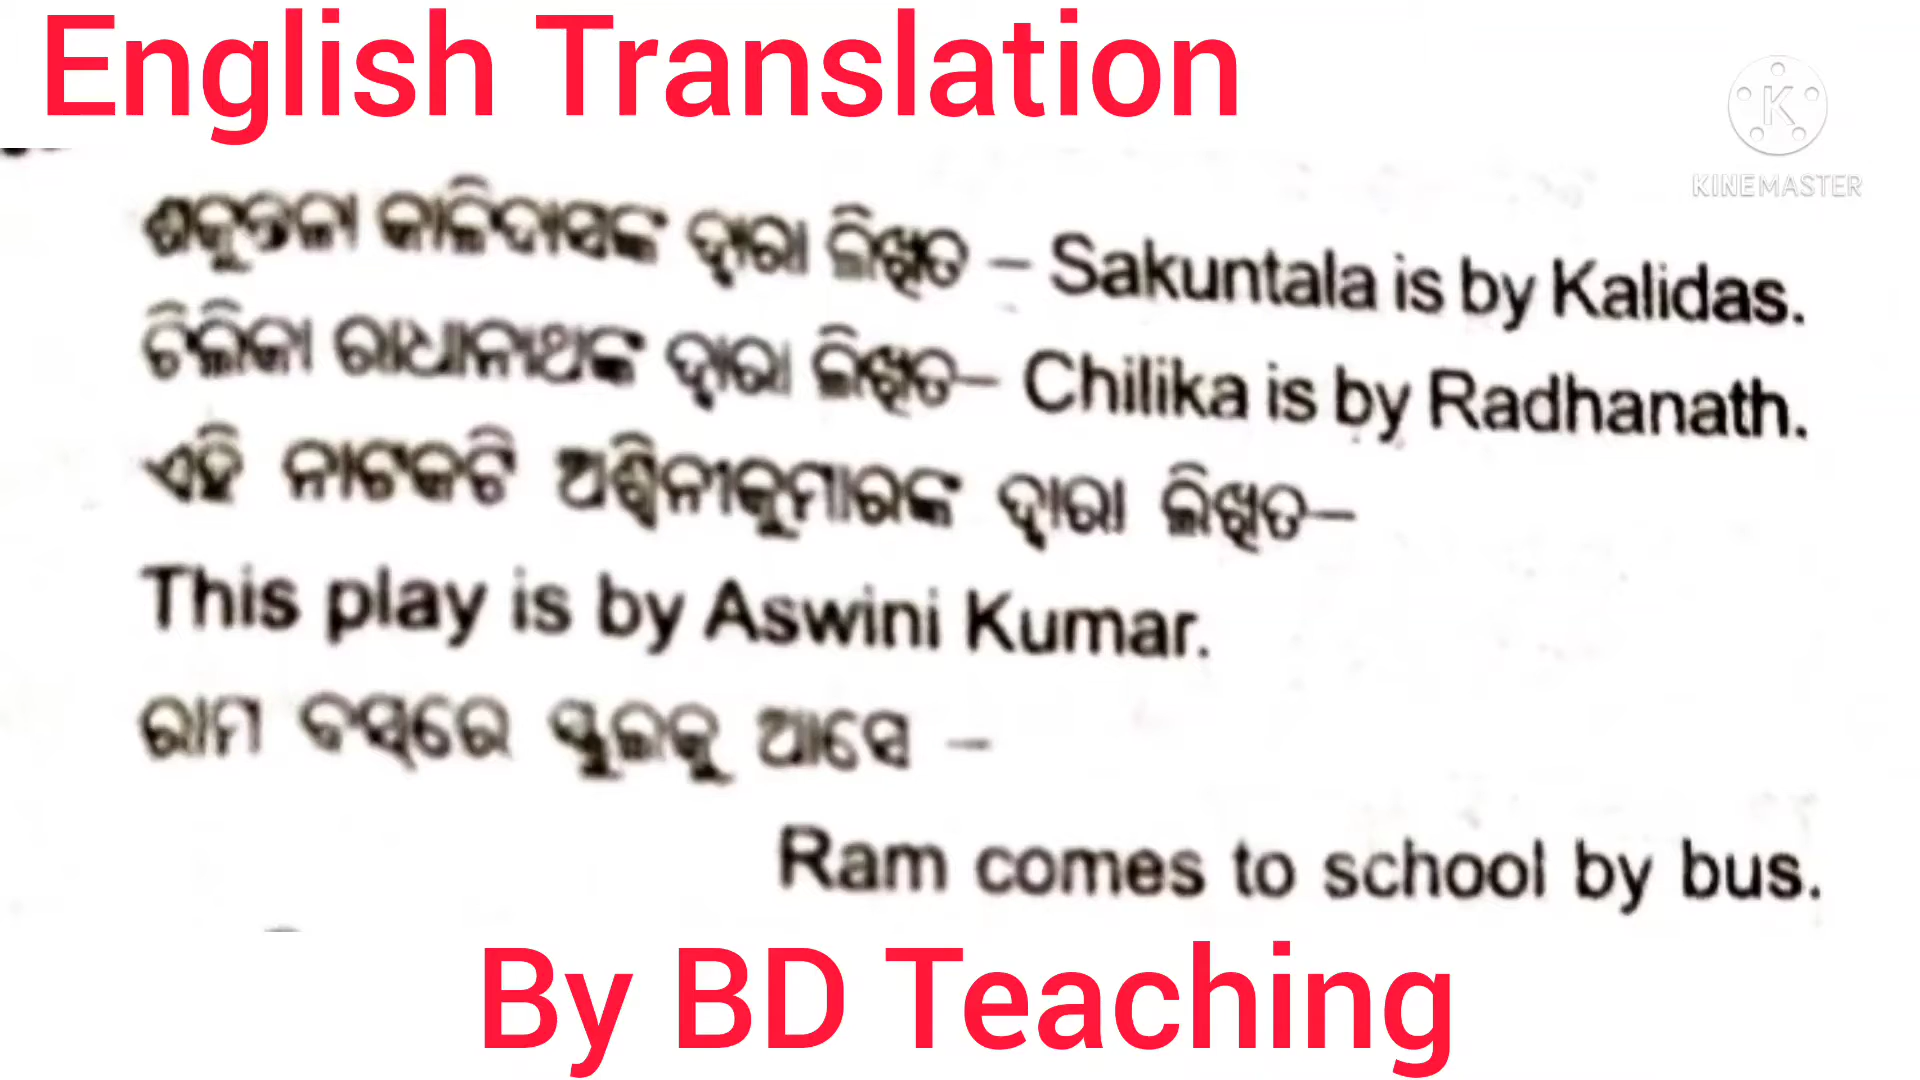 English Translation
KINEMASTER
ଶକୁନ୍ତଳା କାଳିଦାସଙ୍କ ଦ୍ୱାରା ଲିଖିତ – Sakuntala is by Kalidas.
ଚିଲିକା ରାଧାନାଥଙ୍କ ଦ୍ୱାରା ଲିଖିତ– Chilika is by Radhanath.
ଏହି ନାଟକଟି ଅଶ୍ୱିନୀକୁମାରଙ୍କ ଦ୍ୱାରା ଲିଖିତ–
This play is by Aswini Kumar.
ରାମ ବସ୍‌ରେ ସ୍କୁଲକୁ ଆସେ –
Ram comes to school by bus.
By BD Teaching